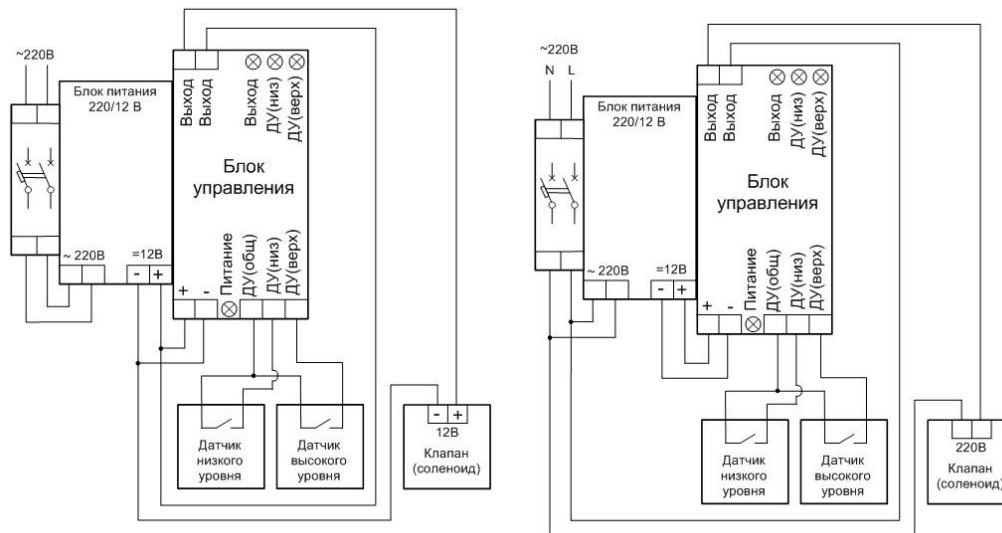 ~220В
Блок питания
220/12 В
Выход
Выход
Выход
ДУ(низ)
ДУ(верх)
Блок
управления
~ 220В
=12В
- +
+
-
Питание
ДУ(общ)
ДУ(низ)
ДУ(верх)
Датчик
низкого
уровня
Датчик
высокого
уровня
- +
12В
Клапан
(соленоид)
~220В
N L
Блок питания
220/12 В
Выход
Выход
Выход
ДУ(низ)
ДУ(верх)
Блок
управления
~ 220В
=12В
- +
+
-
Питание
ДУ(общ)
ДУ(низ)
ДУ(верх)
Датчик
низкого
уровня
Датчик
высокого
уровня
220В
Клапан
(соленоид)